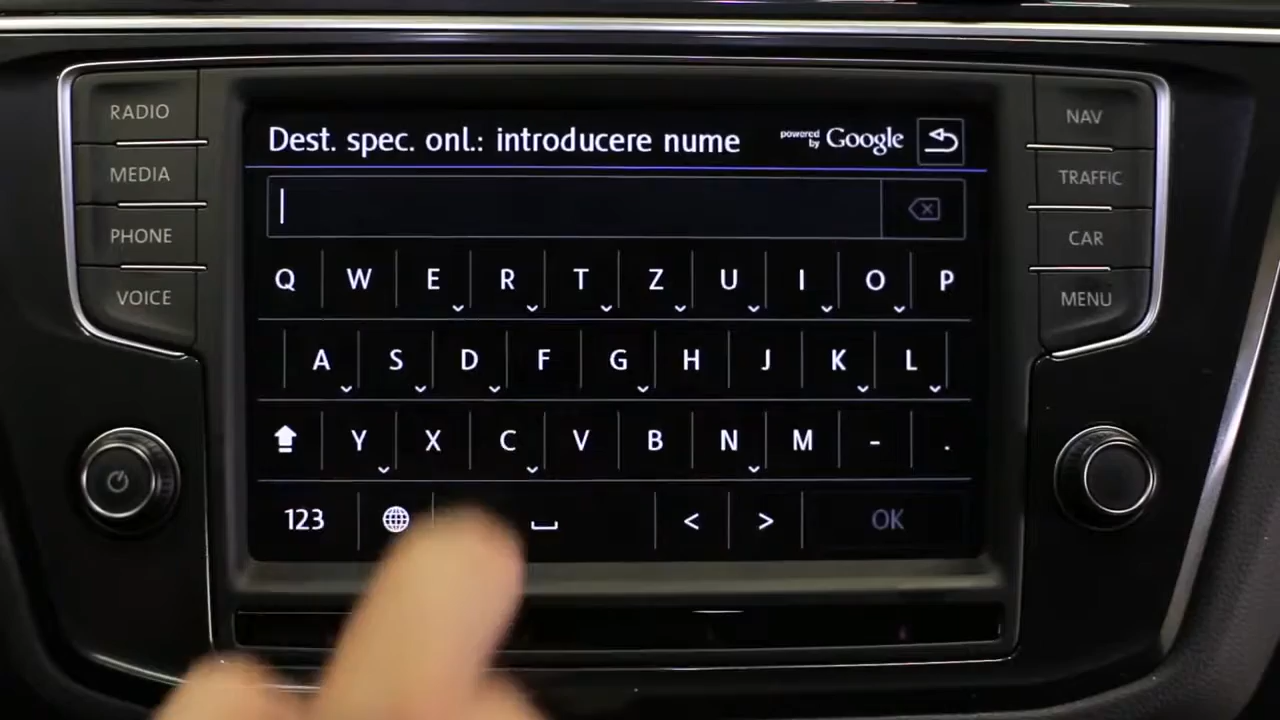 RADIO
MEDIA
PHONE
VOICE
Dest. spec. onl.: introducere nume
powered by Google
Q W E R T Z U I O P
A S D F G H J K L
Y X C V B N M - .
123 < > OK
NAV
TRAFFIC
CAR
MENU